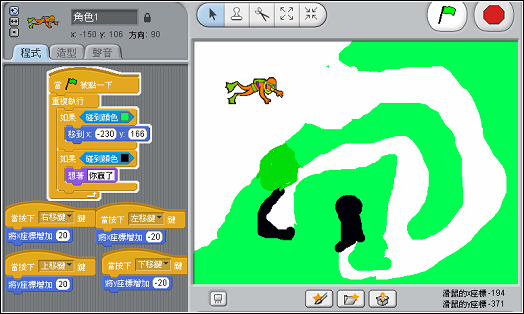 角色1
x: -150 y: 106 方向: 90
程式 造型 聲音
當 被點一下
重複執行
如果 碰到顏色
移到 x: -230 y: 166
如果 碰到顏色
想著 你瘋了
當按下 右移鍵 鍵
將x座標增加 20
當按下 左移鍵 鍵
將x座標增加 -20
當按下 上移鍵 鍵
將y座標增加 20
當按下 下移鍵 鍵
將y座標增加 -20
滑鼠的x座標 -194
滑鼠的y座標 -371